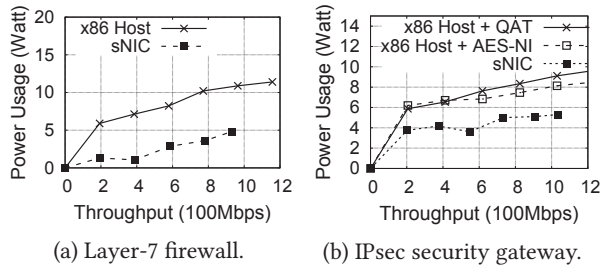 20
15
10
5
0
Power Usage (Watt)
x86 Host
sNIC
0 2 4 6 8 10 12
Throughput (100Mbps)
(a) Layer-7 firewall.
14
12
10
8
6
4
2
0
Power Usage (Watt)
x86 Host + QAT
x86 Host + AES-NI
sNIC
0 2 4 6 8 10 12
Throughput (100Mbps)
(b) IPsec security gateway.